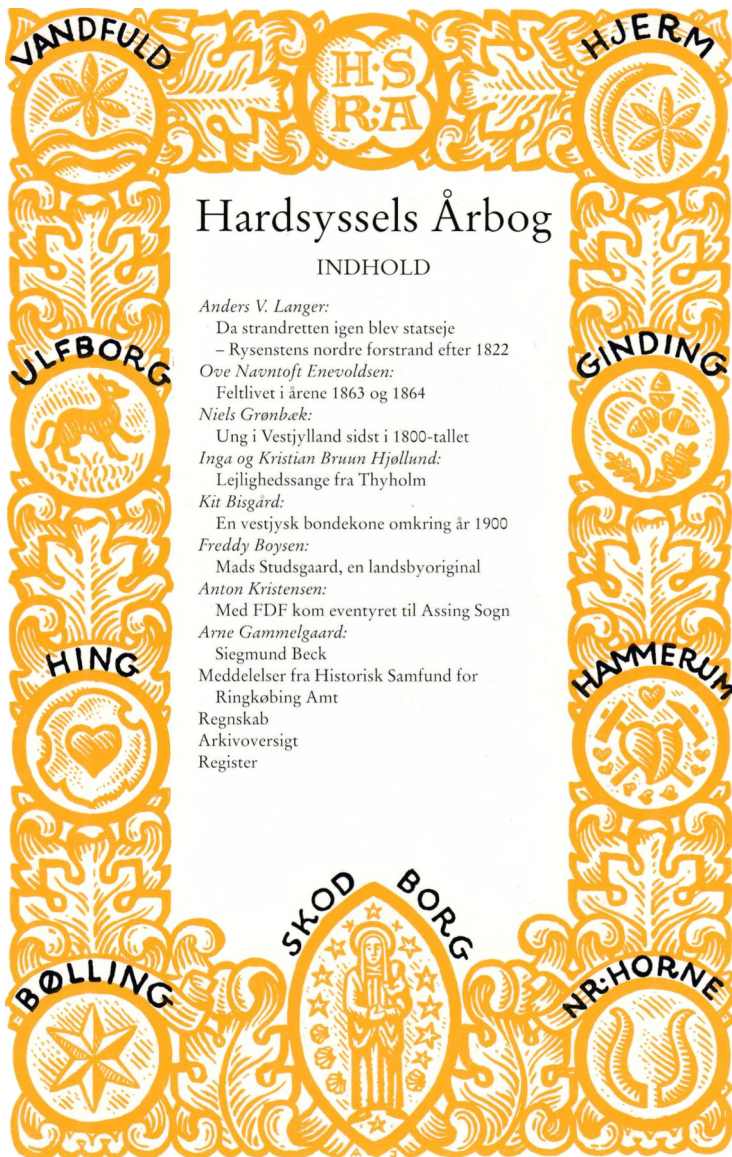 VANDFULD
H·S
R·A
HJERM
Hardsyssels Årbog
INDHOLD
Anders V. Langer:
Da strandretten igen blev statseje
– Rysenstens nordre forstrand efter 1822
Ove Navntoft Enevoldsen:
Feltlivet i årene 1863 og 1864
Niels Grønbæk:
Ung i Vestjylland sidst i 1800-tallet
Inga og Kristian Bruun Hjøllund:
Lejlighedssange fra Thyholm
Kit Bisgård:
En vestjysk bondekone omkring år 1900
Freddy Boysen:
Mads Studsgaard, en landsbyoriginal
Anton Kristensen:
Med FDF kom eventyret til Assing Sogn
Arne Gammelgaard:
Siegmund Beck
Meddelelser fra Historisk Samfund for
Ringkøbing Amt
Regnskab
Arkivoversigt
Register
ULFBORG
GINDING
HING
HAMMERUM
SKOD BORG
BØLLING
NR·HORNE
A J